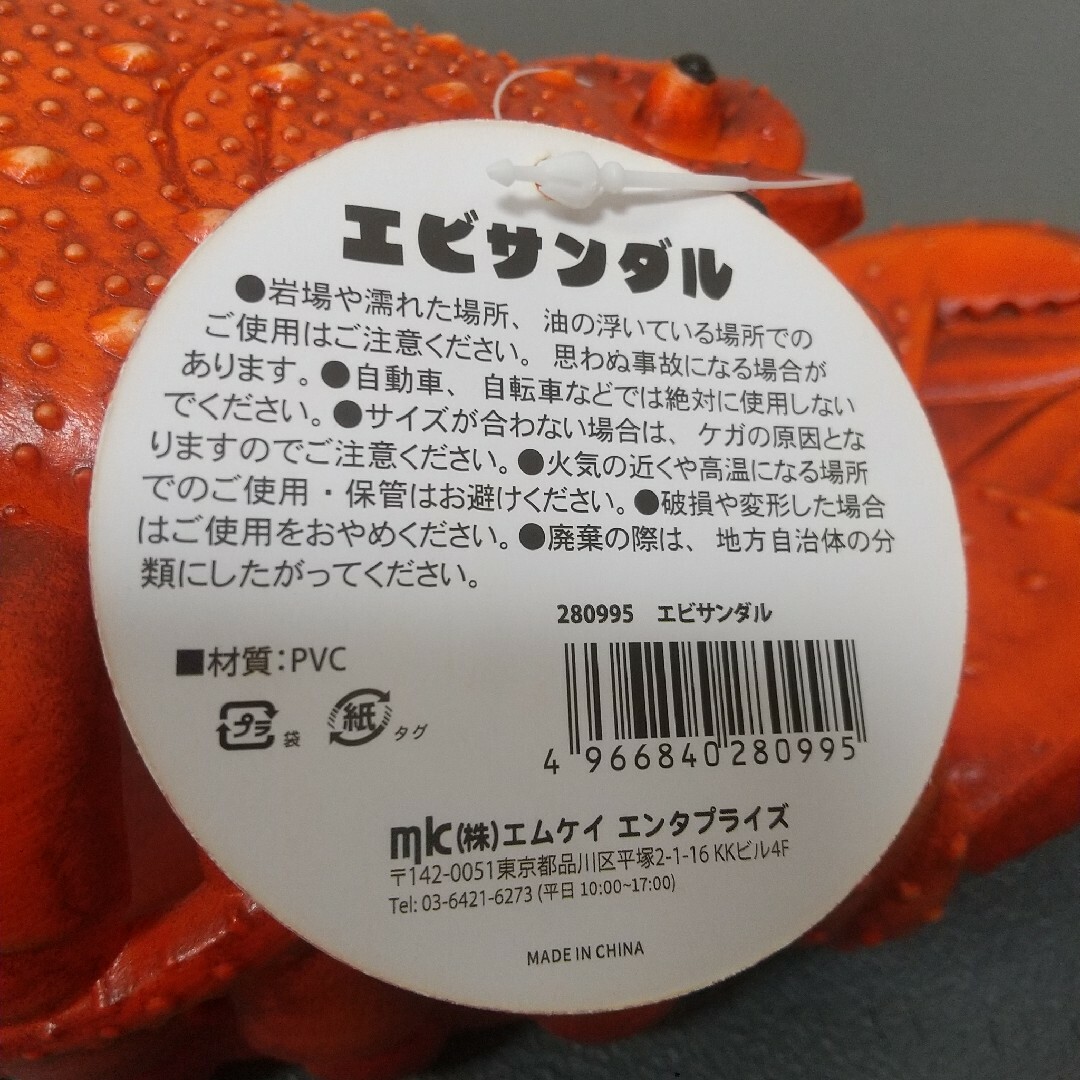 エビサンダル
●岩場や濡れた場所、油の浮いている場所での
ご使用はご注意ください。思わぬ事故になる場合が
あります。●自動車、自転車などでは絶対に使用しない
でください。●サイズが合わない場合は、ケガの原因とな
りますのでご注意ください。●火気の近くや高温になる場所
でのご使用・保管はお避けください。●破損や変形した場合
はご使用をおやめください。●廃棄の際は、地方自治体の分
類にしたがってください。
280995 エビサンダル
■材質：PVC
プラ 袋 紙 タグ
4 966840 280995
mk (株)エムケイ エンタプライズ
〒142-0051東京都品川区平塚2-1-16 KKビル4F
Tel: 03-6421-6273 (平日 10:00~17:00)
MADE IN CHINA